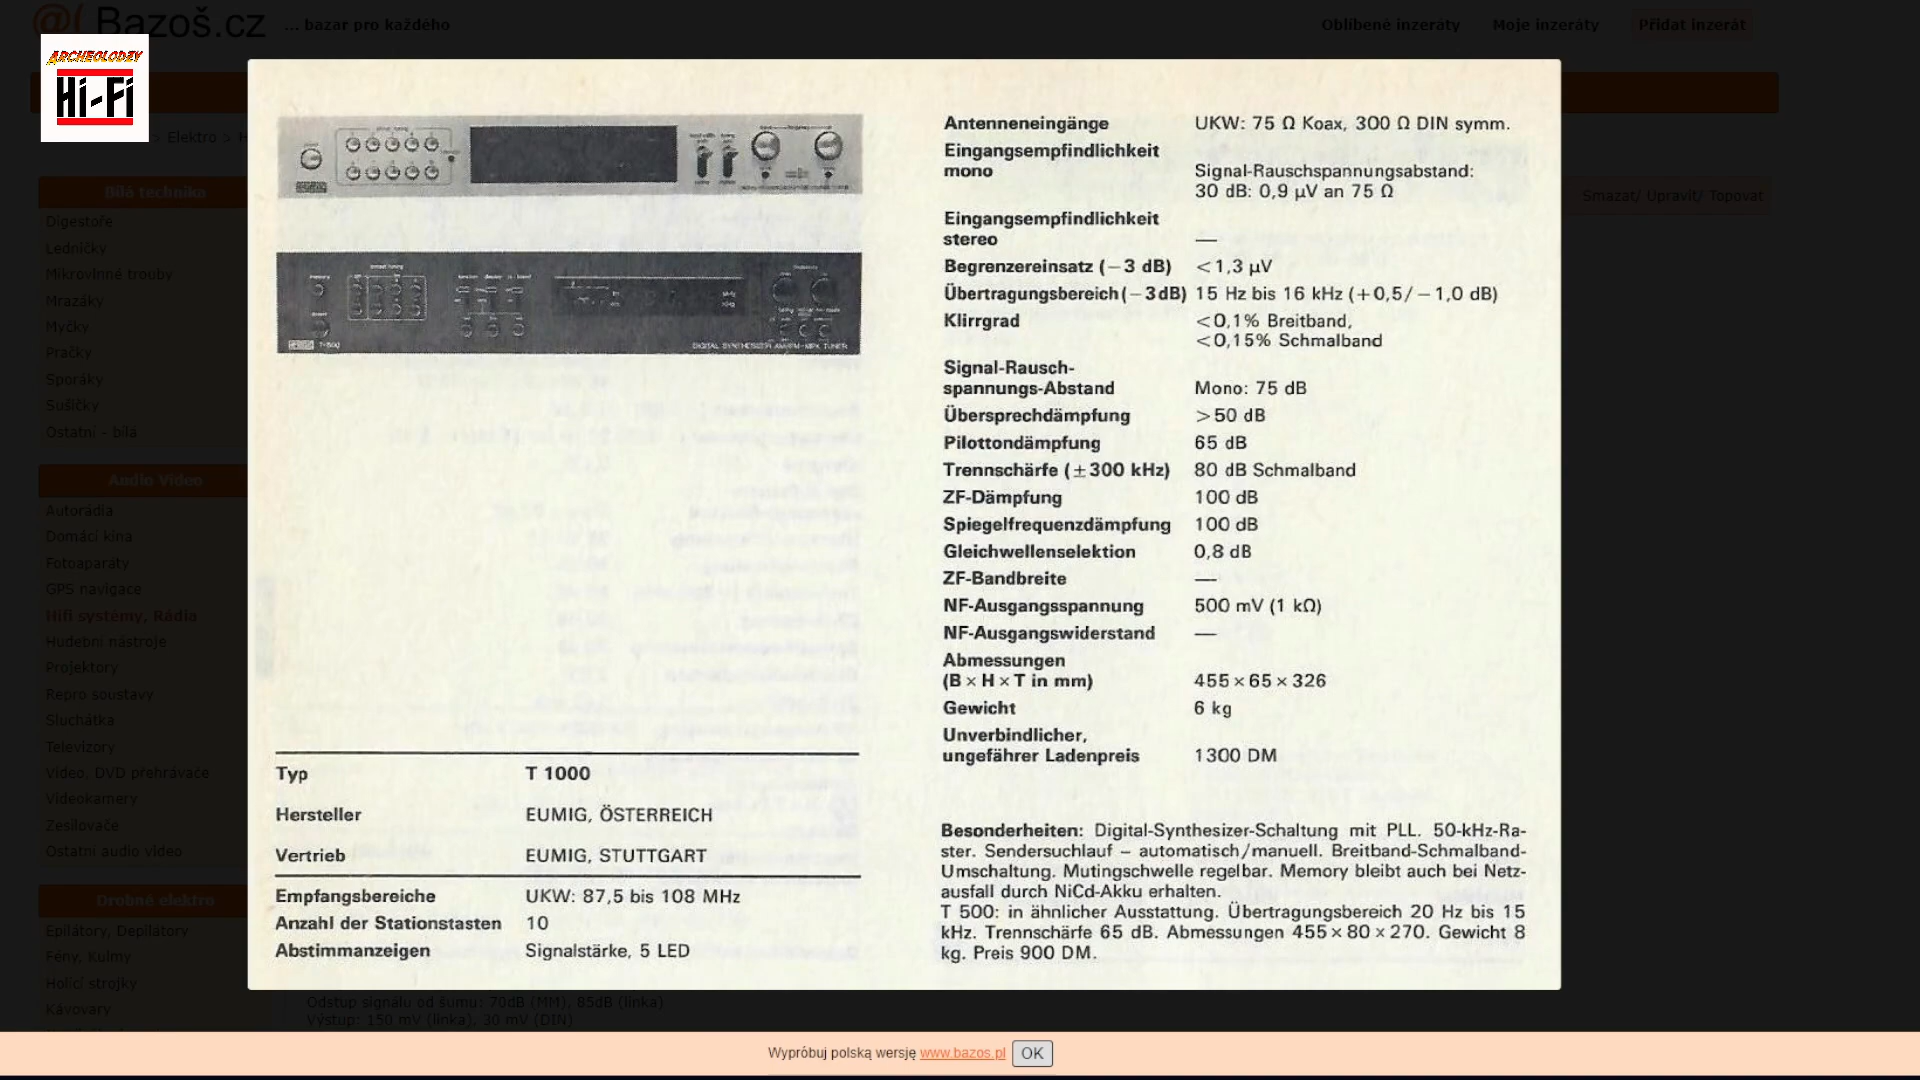 Bazoš.cz ... bazar pro každého
Oblíbené inzeráty Moje inzeráty Přidat inzerát
ARCHEOLODZY
Hi-Fi
> Elektro > H
Bílá technika
Digestoře
Ledničky
Mikrovlnné trouby
Mrazáky
Myčky
Pračky
Sporáky
Sušičky
Ostatní - bílá
Audio Video
Autorádia
Domácí kina
Fotoaparáty
GPS navigace
Hifi systémy, Rádia
Hudební nástroje
Projektory
Repro soustavy
Sluchátka
Televizory
Video, DVD přehrávače
Videokamery
Zesilovače
Ostatní audio video
Drobné elektro
Epilátory, Depilátory
Fény, Kulmy
Holicí strojky
Kávovary
Smazat/ Upravit/ Topovat
T-500
DIGITAL SYNTHESIZER AM/FM-MPX TUNER
Typ T 1000
Hersteller EUMIG, ÖSTERREICH
Vertrieb EUMIG, STUTTGART
Empfangsbereiche UKW: 87,5 bis 108 MHz
Anzahl der Stationstasten 10
Abstimmanzeigen Signalstärke, 5 LED
Antenneneingänge UKW: 75 Ω Koax, 300 Ω DIN symm.
Eingangsempfindlichkeit
mono Signal-Rauschspannungsabstand:
30 dB: 0,9 µV an 75 Ω
Eingangsempfindlichkeit
stereo —
Begrenzereinsatz (−3 dB) <1,3 µV
Übertragungsbereich (−3dB) 15 Hz bis 16 kHz (+0,5/−1,0 dB)
Klirrgrad <0,1% Breitband,
<0,15% Schmalband
Signal-Rausch-
spannungs-Abstand Mono: 75 dB
Übersprechdämpfung >50 dB
Pilottondämpfung 65 dB
Trennschärfe (±300 kHz) 80 dB Schmalband
ZF-Dämpfung 100 dB
Spiegelfrequenzdämpfung 100 dB
Gleichwellenselektion 0,8 dB
ZF-Bandbreite —
NF-Ausgangsspannung 500 mV (1 kΩ)
NF-Ausgangswiderstand —
Abmessungen
(B × H × T in mm) 455 × 65 × 326
Gewicht 6 kg
Unverbindlicher,
ungefährer Ladenpreis 1300 DM
Besonderheiten: Digital-Synthesizer-Schaltung mit PLL. 50-kHz-Ra-
ster. Sendersuchlauf – automatisch/manuell. Breitband-Schmalband-
Umschaltung. Mutingschwelle regelbar. Memory bleibt auch bei Netz-
ausfall durch NiCd-Akku erhalten.
T 500: in ähnlicher Ausstattung. Übertragungsbereich 20 Hz bis 15
kHz. Trennschärfe 65 dB. Abmessungen 455 × 80 × 270. Gewicht 8
kg. Preis 900 DM.
Odstup signálu od šumu: 70dB (MM), 85dB (linka)
Výstup: 150 mV (linka), 30 mV (DIN)
Wypróbuj polską wersję www.bazos.pl OK